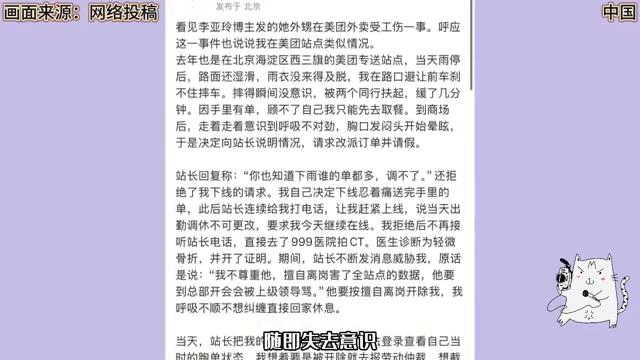 画面来源：网络投稿
中国
发布于 北京
看见李亚玲博主发的她外甥在美团外卖受工伤一事。呼应
这一事件也说说我在美团站点类似情况。
去年也是在北京海淀区西三旗的美团专送站点，当天雨停
后，路面还湿滑，雨衣没来得及脱，我在路口避让前车刹
不住摔车。摔得瞬间没意识，被两个同行扶起，缓了几分
钟。因手里有单，顾不了自己我只能先去取餐。到商场
后，走着走着意识到呼吸不对劲，胸口发闷头开始晕眩，
于是决定向站长说明情况，请求改派订单并请假。
站长回复称：“你也知道下雨谁的单都多，调不了。”还拒
绝了我下线的请求。我自己决定下线忍着痛送完手里的
单，此后站长连续给我打电话，让我赶紧上线，说当天出
勤调休不可更改，要求我今天继续在线。我拒绝后不再接
听站长电话，直接去了999医院拍CT。医生诊断为轻微
骨折，并开了证明。期间，站长不断发消息威胁我，原话
是说：“我不尊重他，擅自离岗害了全站点的数据，他要
到总部开会会被上级领导骂。”他要按擅自离岗开除我，我
呼吸不顺不想纠缠直接回家休息。
当天，站长把我的
登录查看自己当
时的跑单状态，我想着要是被开除就去报劳动仲裁，想截
随即失去意识